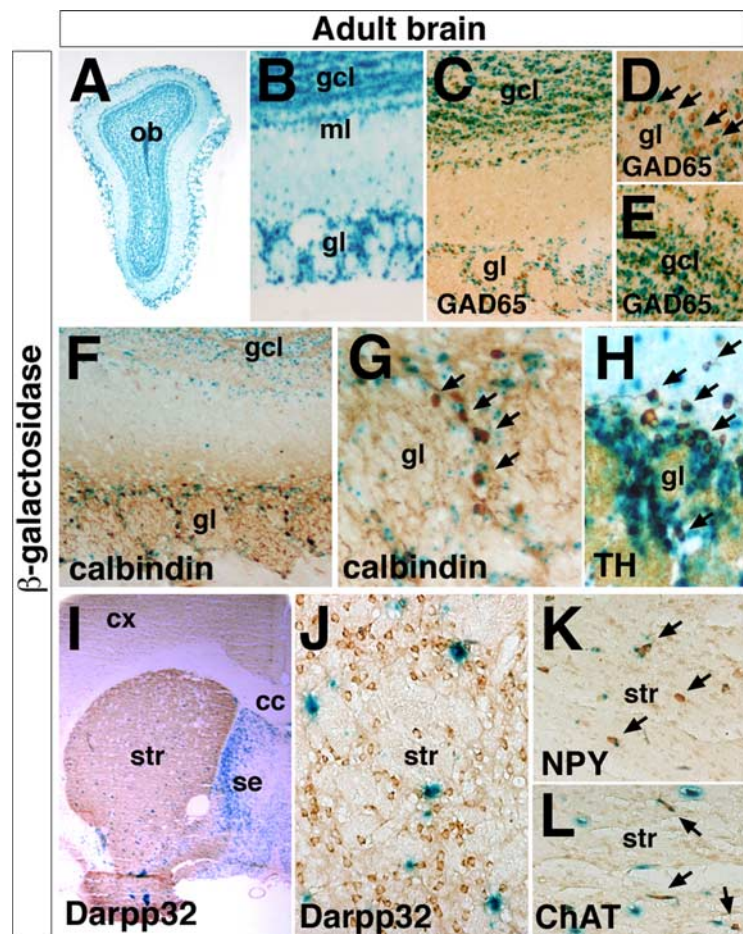 Adult brain
β-galactosidase
A
ob
B
gcl
ml
gl
C
gcl
gl
GAD65
D
gl
GAD65
E
gcl
GAD65
F
gcl
gl
calbindin
G
gl
calbindin
H
gl
TH
I
cx
cc
str
se
Darpp32
J
str
Darpp32
K
str
NPY
L
str
ChAT